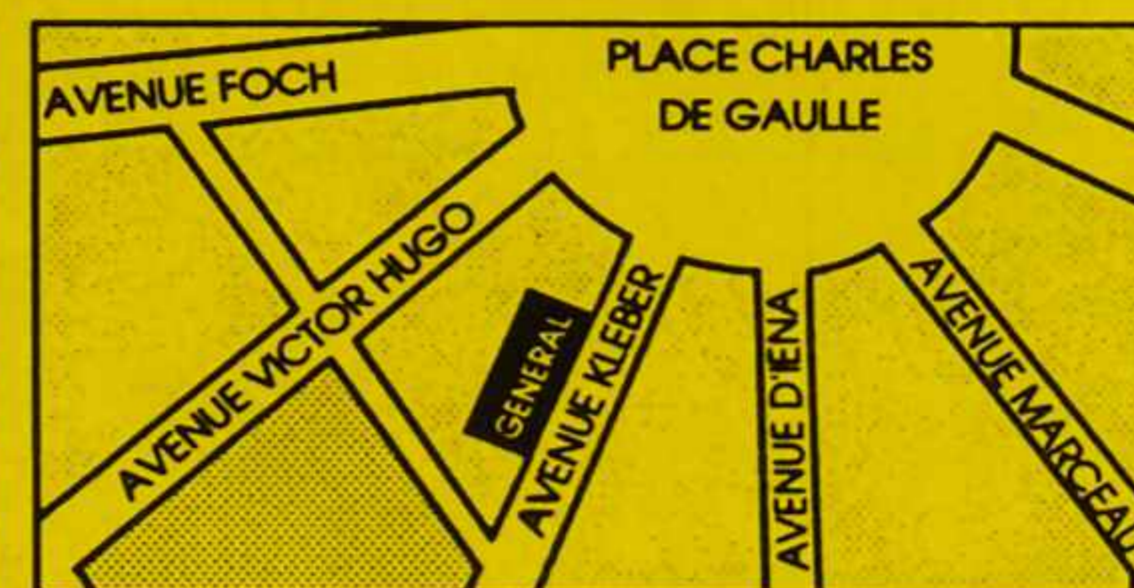 PLACE CHARLES
DE GAULLE
AVENUE FOCH
AVENUE VICTOR HUGO
GENERAL
AVENUE KLEBER
AVENUE D'IENA
AVENUE MARCEAU